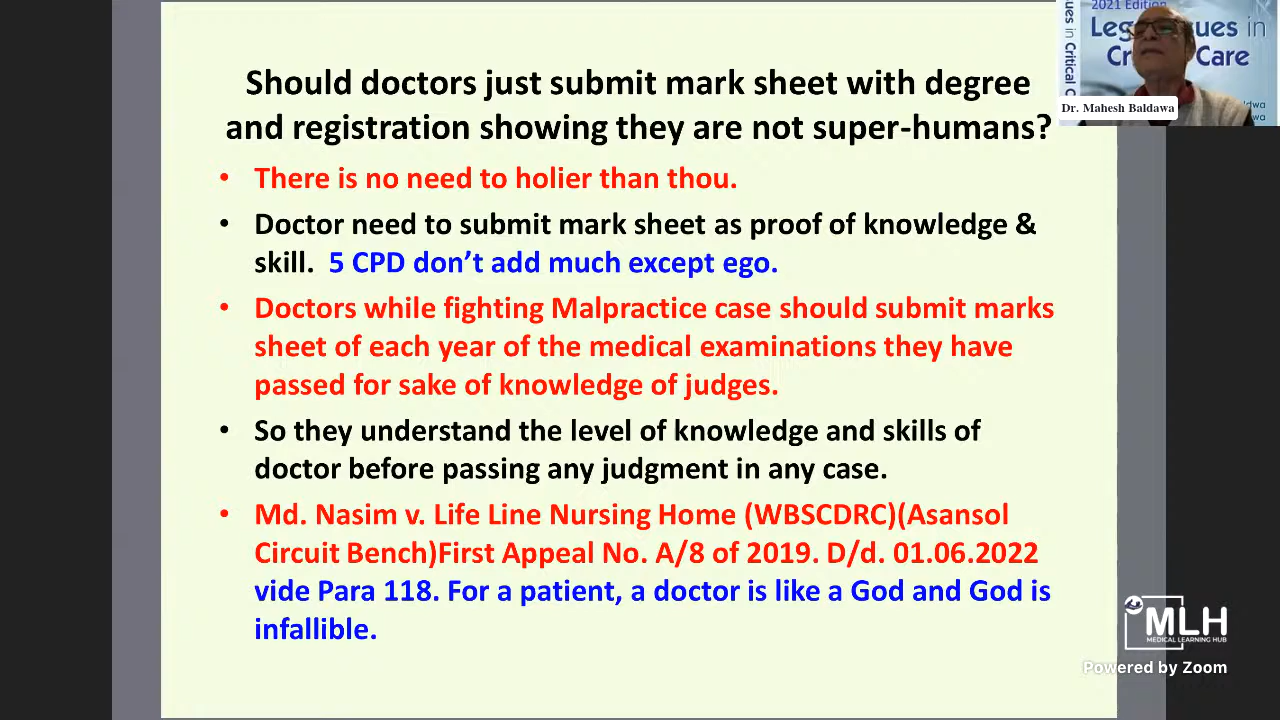 Should doctors just submit mark sheet with degree
and registration showing they are not super-humans?
• There is no need to holier than thou.
• Doctor need to submit mark sheet as proof of knowledge &
skill. 5 CPD don't add much except ego.
• Doctors while fighting Malpractice case should submit marks
sheet of each year of the medical examinations they have
passed for sake of knowledge of judges.
• So they understand the level of knowledge and skills of
doctor before passing any judgment in any case.
• Md. Nasim v. Life Line Nursing Home (WBSCDRC)(Asansol
Circuit Bench)First Appeal No. A/8 of 2019. D/d. 01.06.2022
vide Para 118. For a patient, a doctor is like a God and God is
infallible.
2021 Edition
ues in
Critical C
Leg ues in
Cr Care
Dr. Mahesh Baldawa
MLH
MEDICAL LEARNING HUB
Powered by Zoom